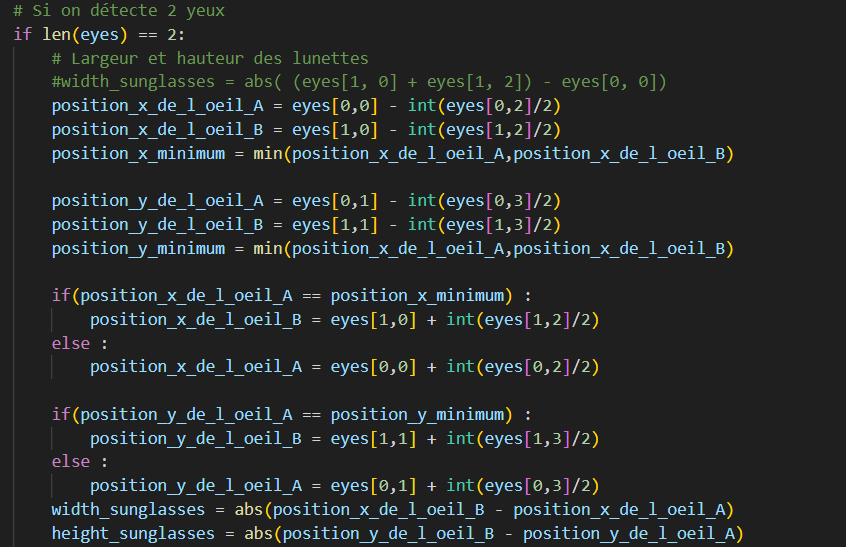 # Si on détecte 2 yeux
if len(eyes) == 2:
    # Largeur et hauteur des lunettes
    #width_sunglasses = abs( (eyes[1, 0] + eyes[1, 2]) - eyes[0, 0])
    position_x_de_l_oeil_A = eyes[0,0] - int(eyes[0,2]/2)
    position_x_de_l_oeil_B = eyes[1,0] - int(eyes[1,2]/2)
    position_x_minimum = min(position_x_de_l_oeil_A,position_x_de_l_oeil_B)

    position_y_de_l_oeil_A = eyes[0,1] - int(eyes[0,3]/2)
    position_y_de_l_oeil_B = eyes[1,1] - int(eyes[1,3]/2)
    position_y_minimum = min(position_x_de_l_oeil_A,position_x_de_l_oeil_B)

    if(position_x_de_l_oeil_A == position_x_minimum) :
        position_x_de_l_oeil_B = eyes[1,0] + int(eyes[1,2]/2)
    else :
        position_x_de_l_oeil_A = eyes[0,0] + int(eyes[0,2]/2)

    if(position_y_de_l_oeil_A == position_y_minimum) :
        position_y_de_l_oeil_B = eyes[1,1] + int(eyes[1,3]/2)
    else :
        position_y_de_l_oeil_A = eyes[0,1] + int(eyes[0,3]/2)
    width_sunglasses = abs(position_x_de_l_oeil_B - position_x_de_l_oeil_A)
    height_sunglasses = abs(position_y_de_l_oeil_B - position_y_de_l_oeil_A)